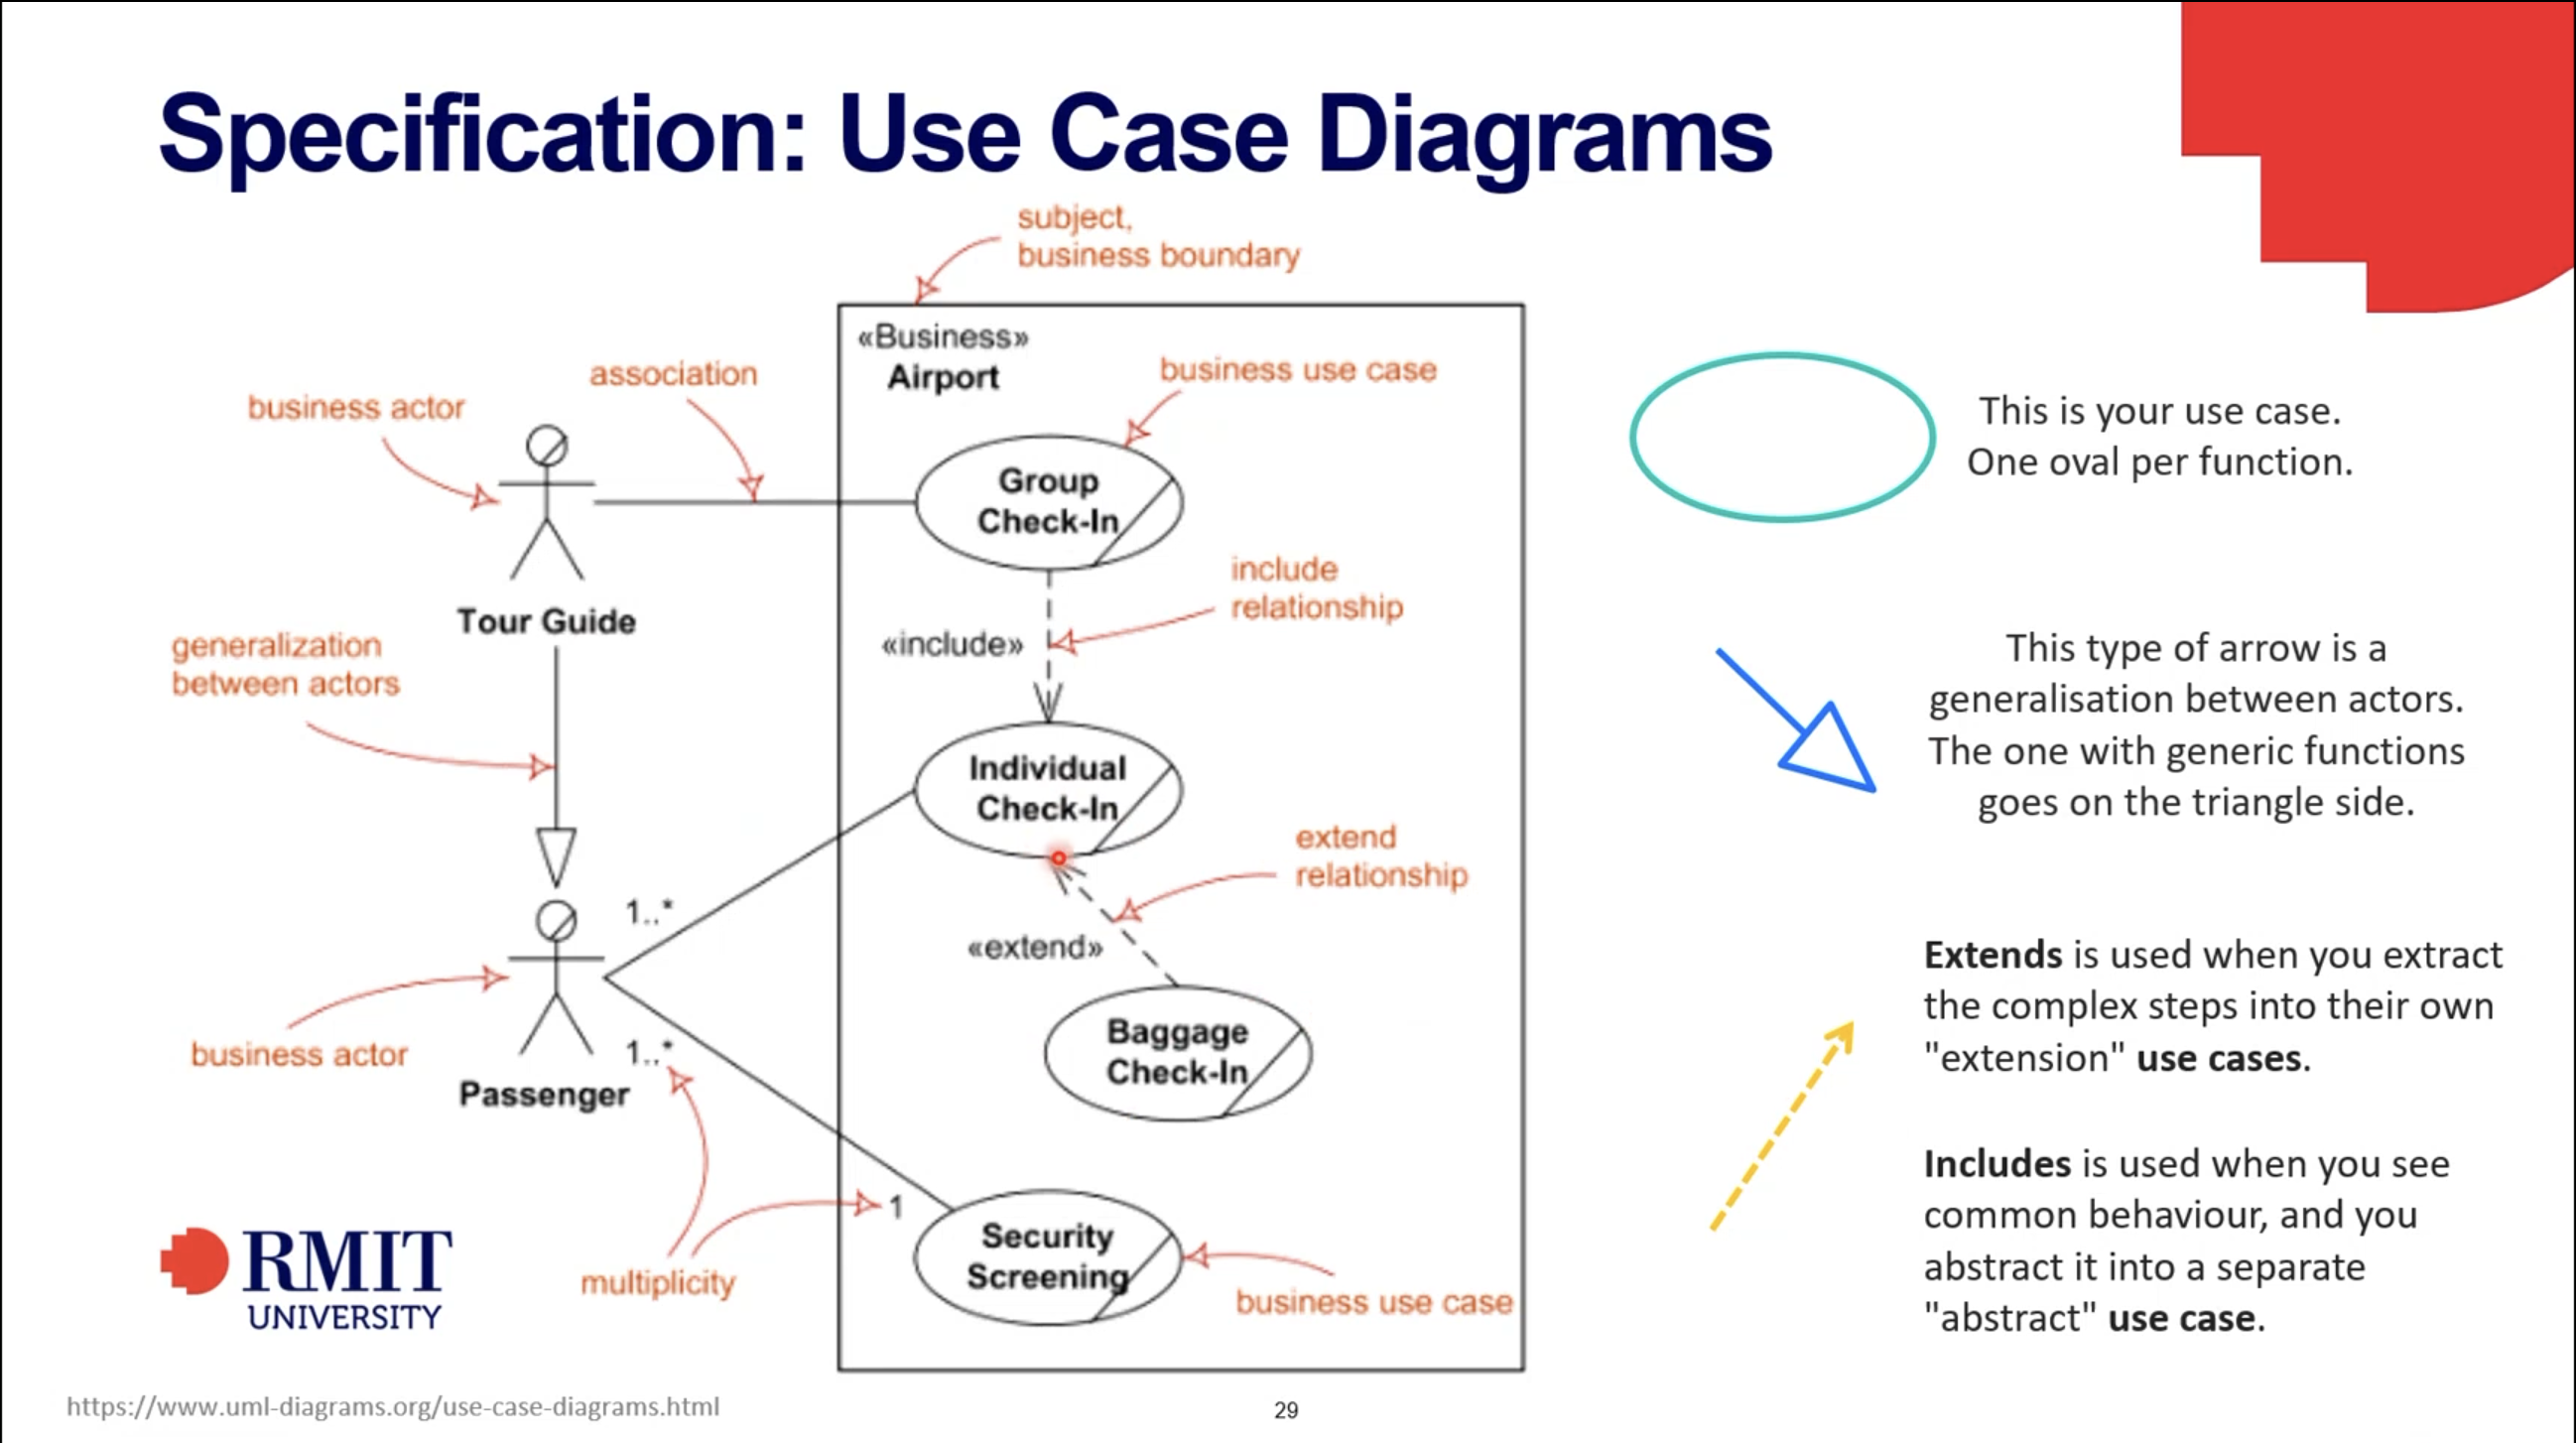 Specification: Use Case Diagrams
subject,
business boundary
«Business»
Airport
business use case
association
business actor
Group
Check-In
include
relationship
«include»
Tour Guide
generalization
between actors
Individual
Check-In
extend
relationship
«extend»
1..*
Baggage
Check-In
business actor
1..*
Passenger
1
Security
Screening
multiplicity
business use case
This is your use case.
One oval per function.
This type of arrow is a
generalisation between actors.
The one with generic functions
goes on the triangle side.
Extends is used when you extract
the complex steps into their own
"extension" use cases.
Includes is used when you see
common behaviour, and you
abstract it into a separate
"abstract" use case.
RMIT
UNIVERSITY
https://www.uml-diagrams.org/use-case-diagrams.html
29